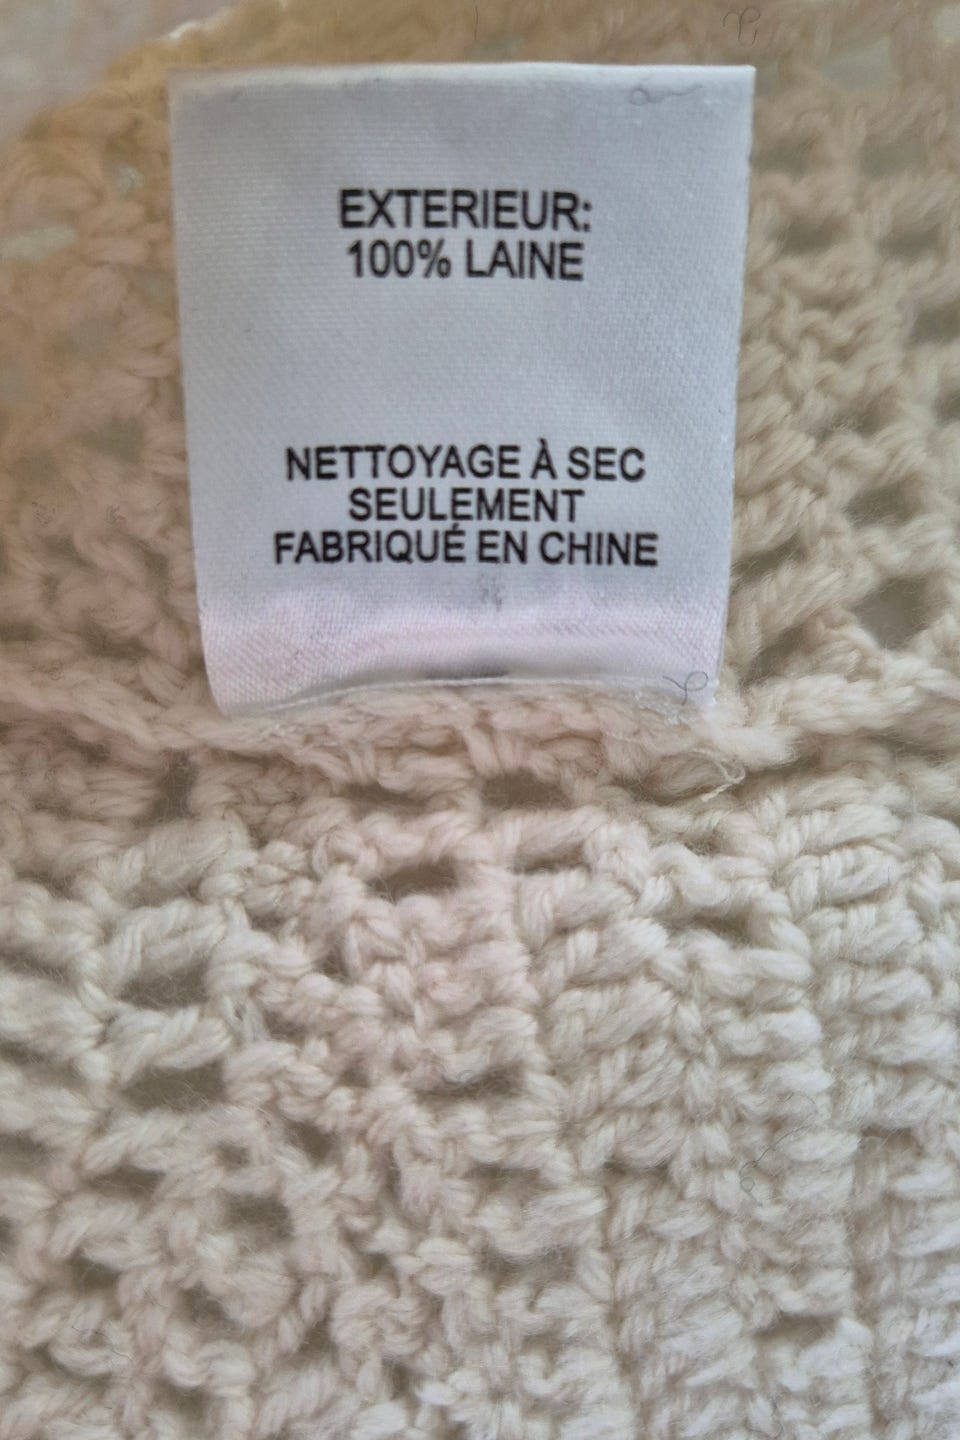 EXTERIEUR:
100% LAINE
NETTOYAGE À SEC
SEULEMENT
FABRIQUÉ EN CHINE